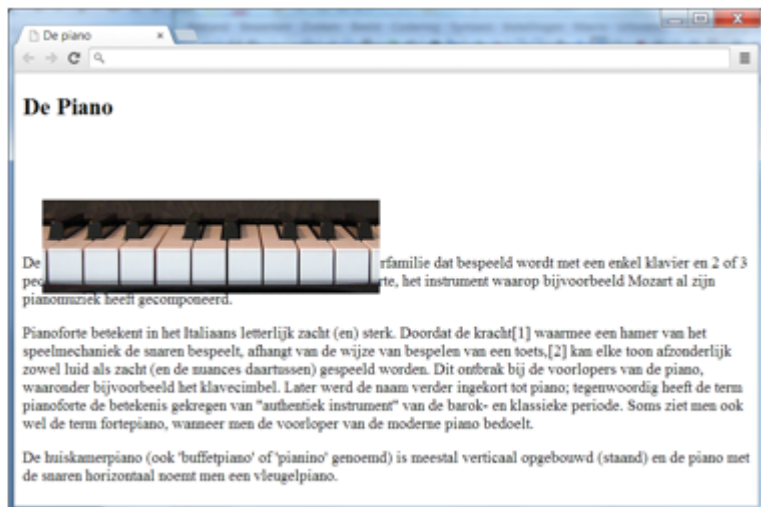 De piano
De Piano
De rfamilie dat bespeeld wordt met een enkel klavier en 2 of 3
ped rte, het instrument waarop bijvoorbeeld Mozart al zijn
pianomuziek heeft gecomponeerd.
Pianoforte betekent in het Italiaans letterlijk zacht (en) sterk. Doordat de kracht[1] waarmee een hamer van het
speelmechaniek de snaren bespeelt, afhangt van de wijze van bespelen van een toets,[2] kan elke toon afzonderlijk
zowel luid als zacht (en de nuances daartussen) gespeeld worden. Dit ontbrak bij de voorlopers van de piano,
waaronder bijvoorbeeld het klavecimbel. Later werd de naam verder ingekort tot piano; tegenwoordig heeft de term
pianoforte de betekenis gekregen van "authentiek instrument" van de barok- en klassieke periode. Soms ziet men ook
wel de term fortepiano, wanneer men de voorloper van de moderne piano bedoelt.
De huiskamerpiano (ook 'buffetpiano' of 'pianino' genoemd) is meestal verticaal opgebouwd (staand) en de piano met
de snaren horizontaal noemt men een vleugelpiano.